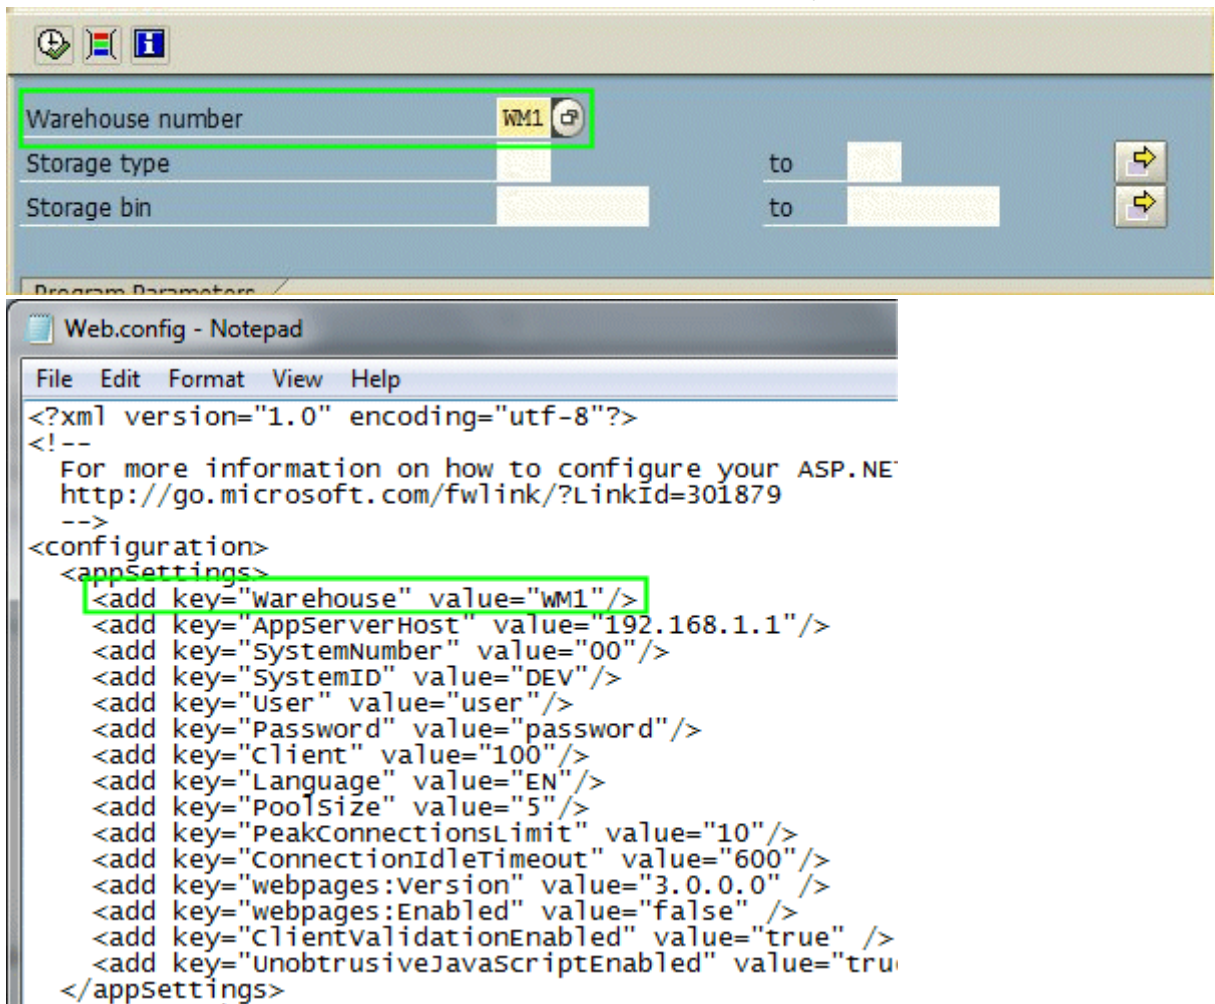 Warehouse number WM1
Storage type to
Storage bin to
Program Parameters
Web.config - Notepad
File Edit Format View Help
<?xml version="1.0" encoding="utf-8"?>
<!--
For more information on how to configure your ASP.NE
http://go.microsoft.com/fwlink/?LinkId=301879
-->
<configuration>
<appSettings>
<add key="Warehouse" value="WM1"/>
<add key="AppServerHost" value="192.168.1.1"/>
<add key="SystemNumber" value="00"/>
<add key="SystemID" value="DEV"/>
<add key="User" value="user"/>
<add key="Password" value="password"/>
<add key="Client" value="100"/>
<add key="Language" value="EN"/>
<add key="PoolSize" value="5"/>
<add key="PeakConnectionsLimit" value="10"/>
<add key="ConnectionIdleTimeout" value="600"/>
<add key="webpages:Version" value="3.0.0.0" />
<add key="webpages:Enabled" value="false" />
<add key="ClientValidationEnabled" value="true" />
<add key="UnobtrusiveJavaScriptEnabled" value="tru
</appSettings>